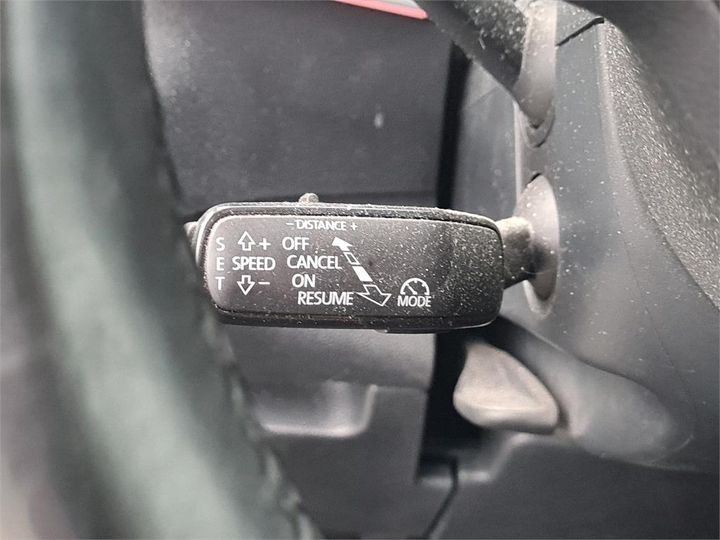 - DISTANCE +
S + OFF
E SPEED CANCEL
T - ON
RESUME MODE